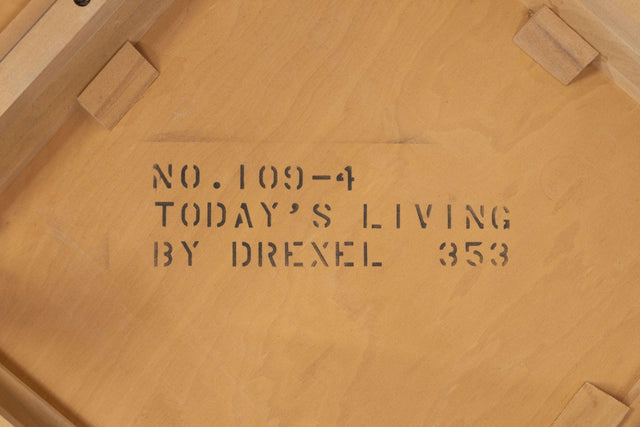 NO. 109-4
TODAY'S LIVING
BY DREXEL 353